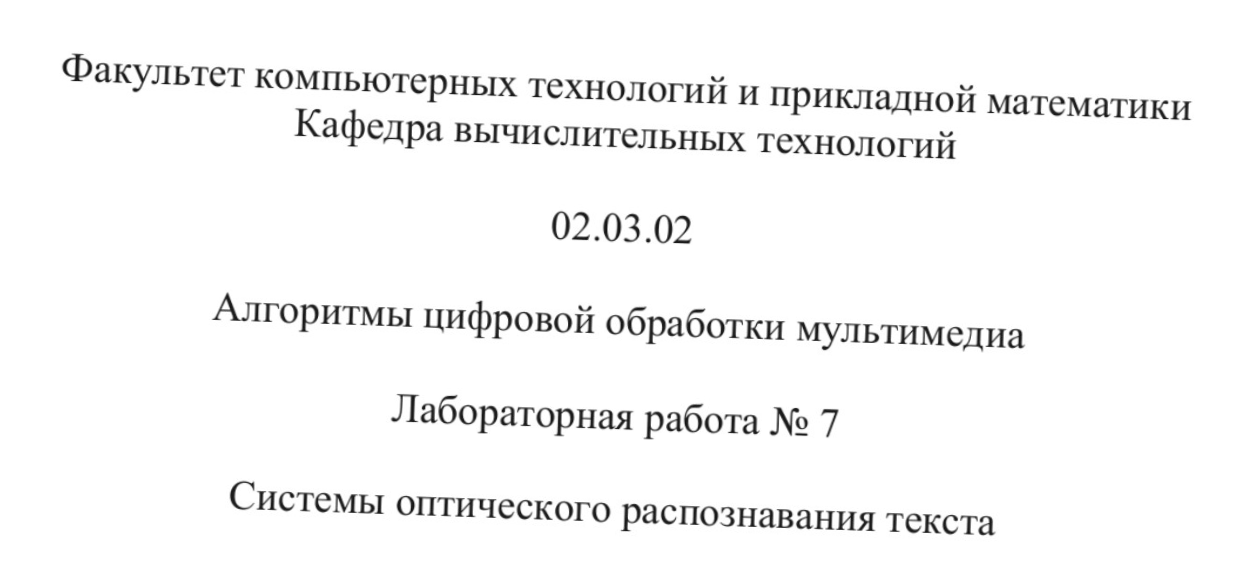 Факультет компьютерных технологий и прикладной математики
Кафедра вычислительных технологий
02.03.02
Алгоритмы цифровой обработки мультимедиа
Лабораторная работа № 7
Системы оптического распознавания текста